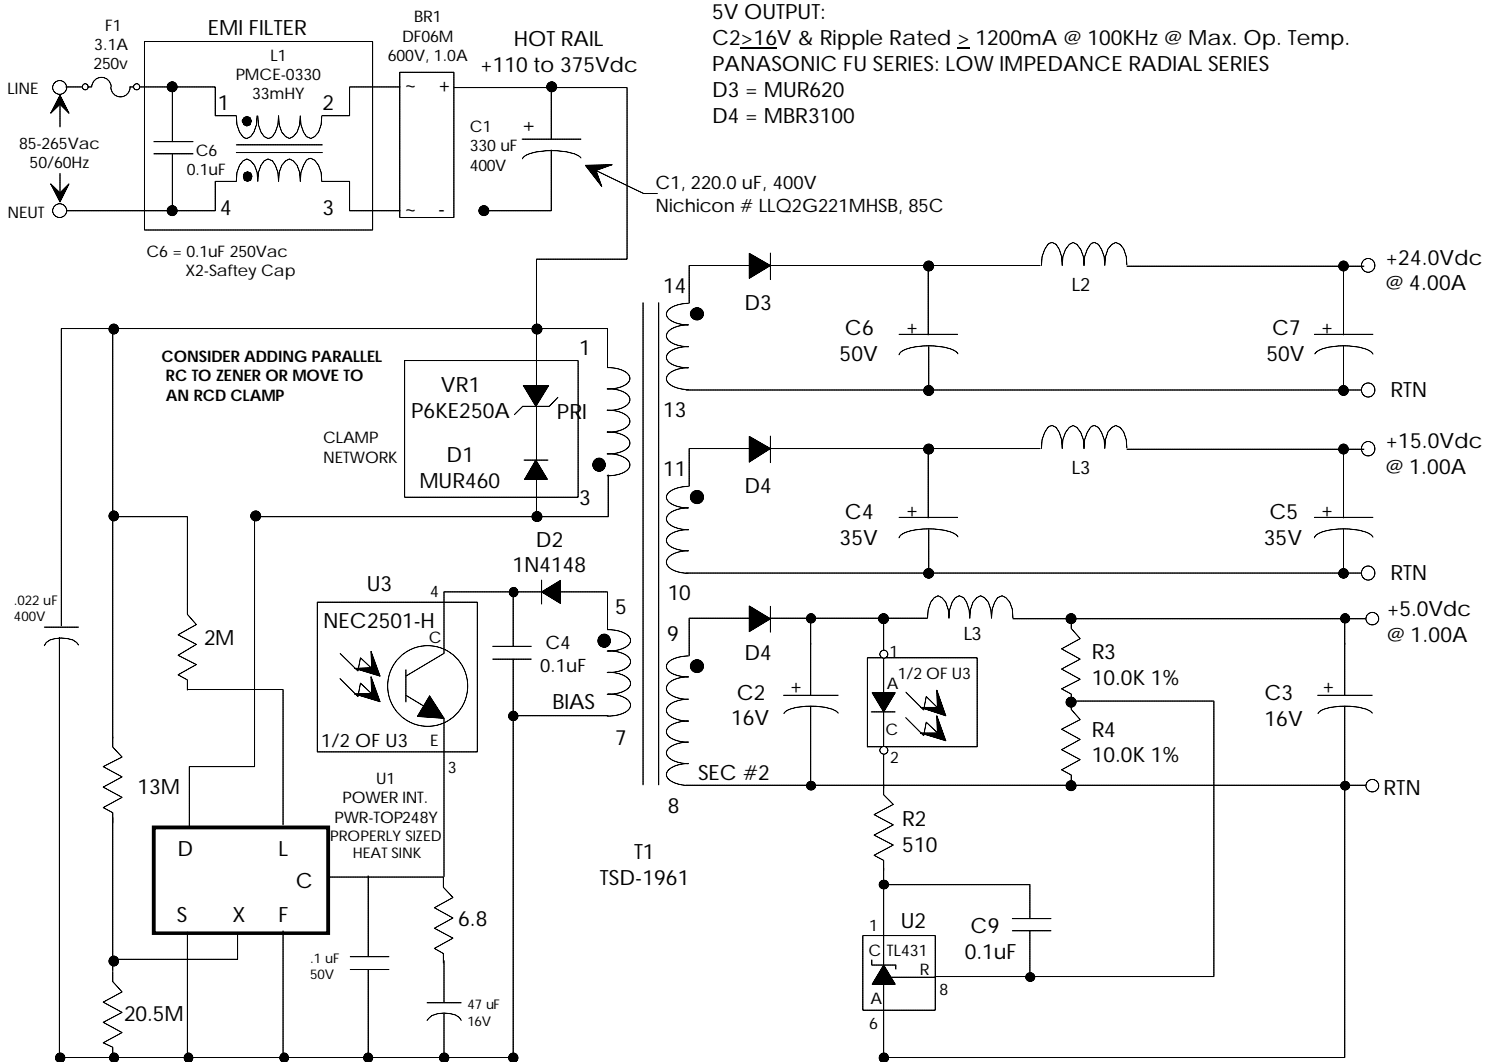 5V OUTPUT:
C2≥16V & Ripple Rated ≥ 1200mA @ 100KHz @ Max. Op. Temp.
PANASONIC FU SERIES: LOW IMPEDANCE RADIAL SERIES
D3 = MUR620
D4 = MBR3100
F1
3.1A
250v
EMI FILTER
L1
PMCE-0330
33mHY
BR1
DF06M
600V, 1.0A
HOT RAIL
+110 to 375Vdc
LINE
1
2
~
+
85-265Vac
50/60Hz
C6
0.1uF
C1
330 uF
400V
+
C1, 220.0 uF, 400V
Nichicon # LLQ2G221MHSB, 85C
NEUT
4
3
~
-
C6 = 0.1uF 250Vac
X2-Saftey Cap
14
D3
L2
+24.0Vdc
@ 4.00A
C6
50V
+
C7
50V
+
13
RTN
CONSIDER ADDING PARALLEL
RC TO ZENER OR MOVE TO
AN RCD CLAMP
1
VR1
P6KE250A
PRI
CLAMP
NETWORK
D1
MUR460
3
11
D4
L3
+15.0Vdc
@ 1.00A
C4
35V
+
C5
35V
+
10
RTN
D2
1N4148
U3
4
NEC2501-H
C
5
C4
0.1uF
BIAS
7
1/2 OF U3
E
3
.022 uF
400V
2M
9
D4
L3
+5.0Vdc
@ 1.00A
1
A
1/2 OF U3
C
2
C2
16V
+
R3
10.0K 1%
R4
10.0K 1%
C3
16V
+
SEC #2
8
RTN
13M
U1
POWER INT.
PWR-TOP248Y
PROPERLY SIZED
HEAT SINK
D
L
C
S
X
F
T1
TSD-1961
R2
510
6.8
.1 uF
50V
47 uF
16V
20.5M
1
U2
C
TL431
R
A
8
6
C9
0.1uF